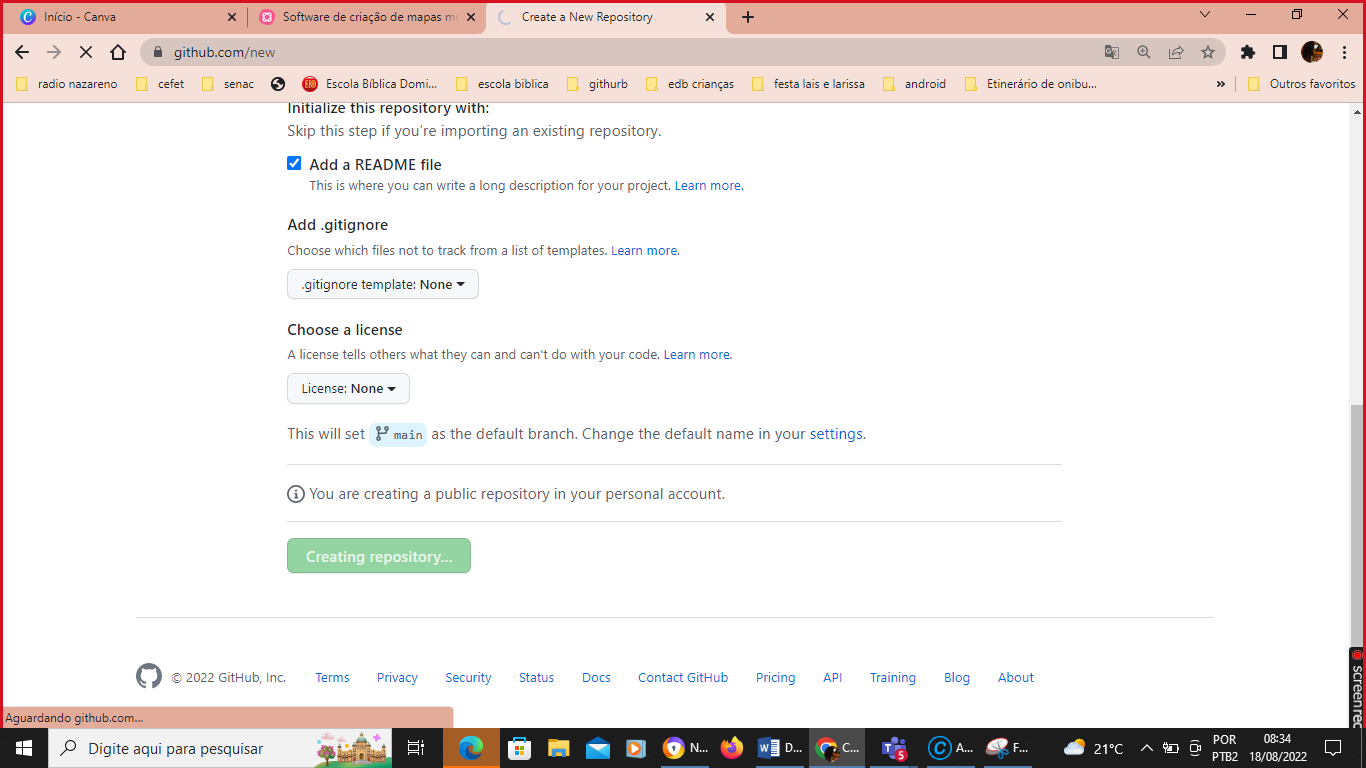 Início - Canva
Software de criação de mapas m
Create a New Repository
github.com/new
radio nazareno
cefet
senac
EBD
Escola Bíblica Domi...
escola biblica
githurb
edb crianças
festa lais e larissa
android
Etinerário de onibu...
»
Outros favoritos
Initialize this repository with:
Skip this step if you're importing an existing repository.
Add a README file
This is where you can write a long description for your project. Learn more.
Add .gitignore
Choose which files not to track from a list of templates. Learn more.
.gitignore template: None
Choose a license
A license tells others what they can and can't do with your code. Learn more.
License: None
This will set main as the default branch. Change the default name in your settings.
You are creating a public repository in your personal account.
Creating repository...
© 2022 GitHub, Inc.
Terms
Privacy
Security
Status
Docs
Contact GitHub
Pricing
API
Training
Blog
About
screenrec
Aguardando github.com...
Digite aqui para pesquisar
N...
D...
C...
5
A...
F...
21°C
POR
PTB2
08:34
18/08/2022